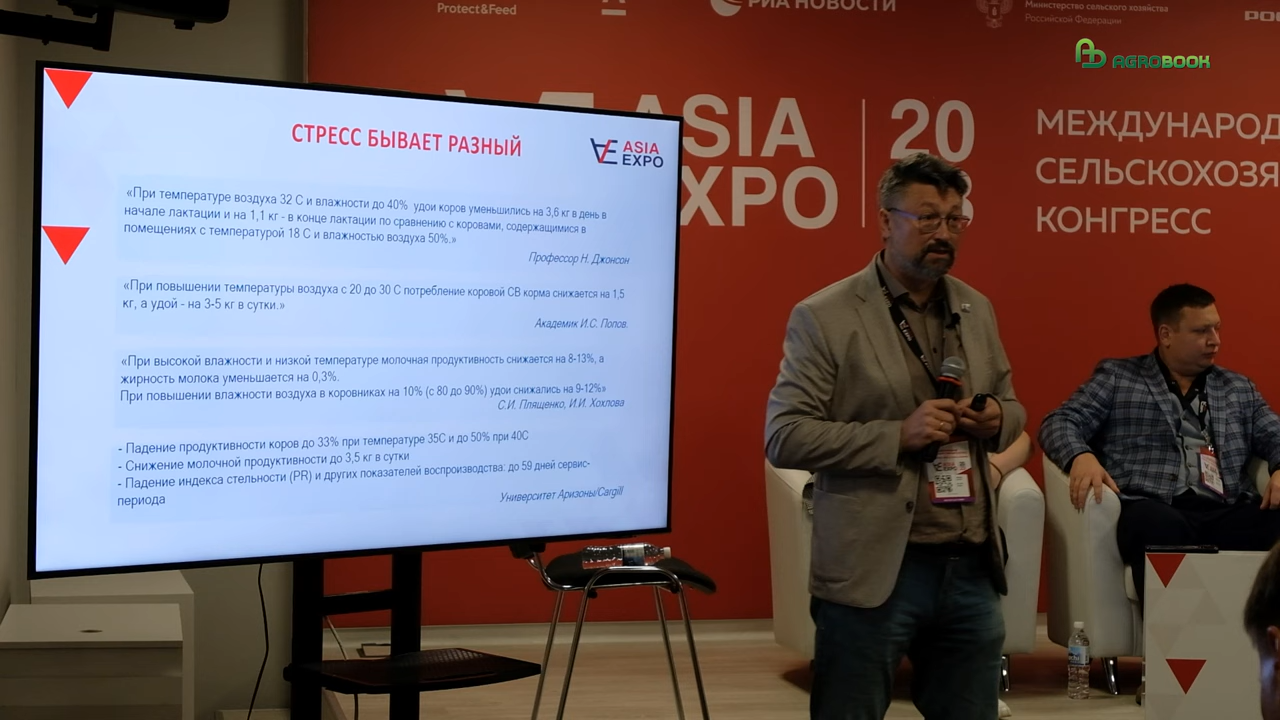 Protect&Feed
РИА НОВОСТИ
Министерство сельского хозяйства
Российской Федерации
AGROBOOK
ASIA
20
МЕЖДУНАРОД
СЕЛЬСКОХОЗЯ
КОНГРЕСС
СТРЕСС БЫВАЕТ РАЗНЫЙ
ASIA
EXPO
«При температуре воздуха 32 С и влажности до 40% удои коров уменьшились на 3,6 кг в день в
начале лактации и на 1,1 кг - в конце лактации по сравнению с коровами, содержащимися в
помещениях с температурой 18 С и влажностью воздуха 50%.»
Профессор Н. Джонсон
«При повышении температуры воздуха с 20 до 30 С потребление коровой СВ корма снижается на 1,5
кг, а удой - на 3-5 кг в сутки.»
Академик И.С. Попов.
«При высокой влажности и низкой температуре молочная продуктивность снижается на 8-13%, а
жирность молока уменьшается на 0,3%.
При повышении влажности воздуха в коровниках на 10% (с 80 до 90%) удои снижались на 9-12%»
С.И. Плященко, И.И. Хохлова
- Падение продуктивности коров до 33% при температуре 35С и до 50% при 40С
- Снижение молочной продуктивности до 3,5 кг в сутки
- Падение индекса стельности (PR) и других показателей воспроизводства: до 59 дней сервис-
периода
Университет Аризоны/Cargill